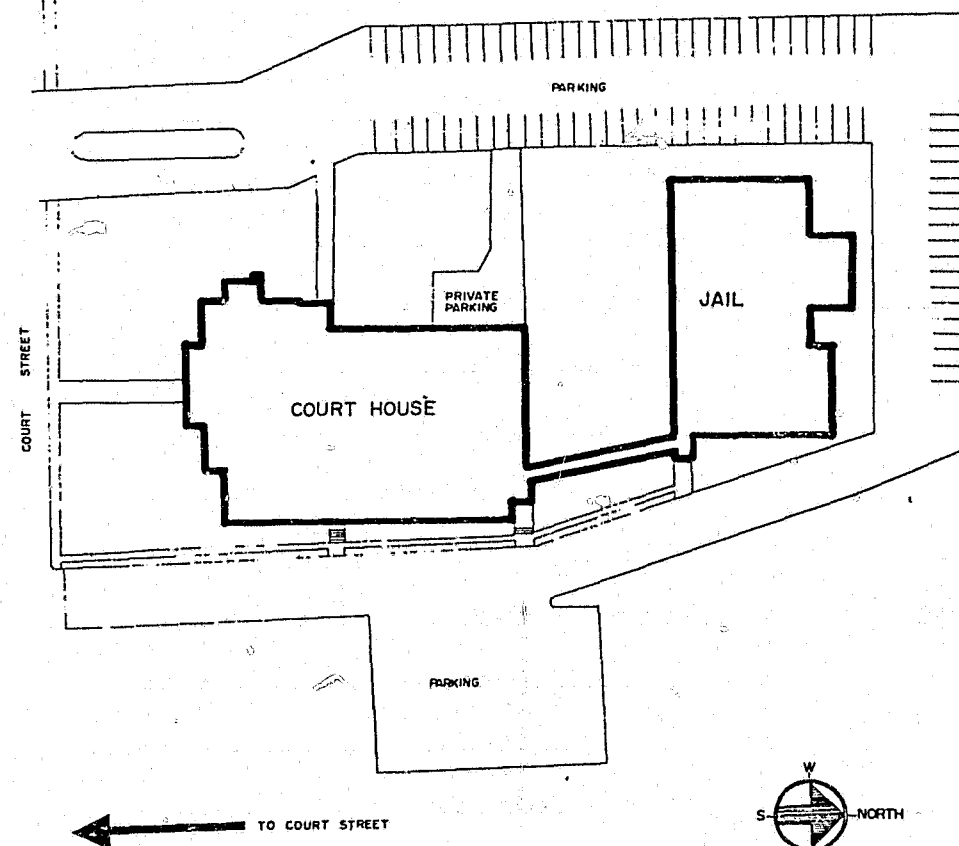 PARKING
PRIVATE
PARKING
JAIL
COURT STREET
COURT HOUSE
PARKING
TO COURT STREET
W
S
NORTH